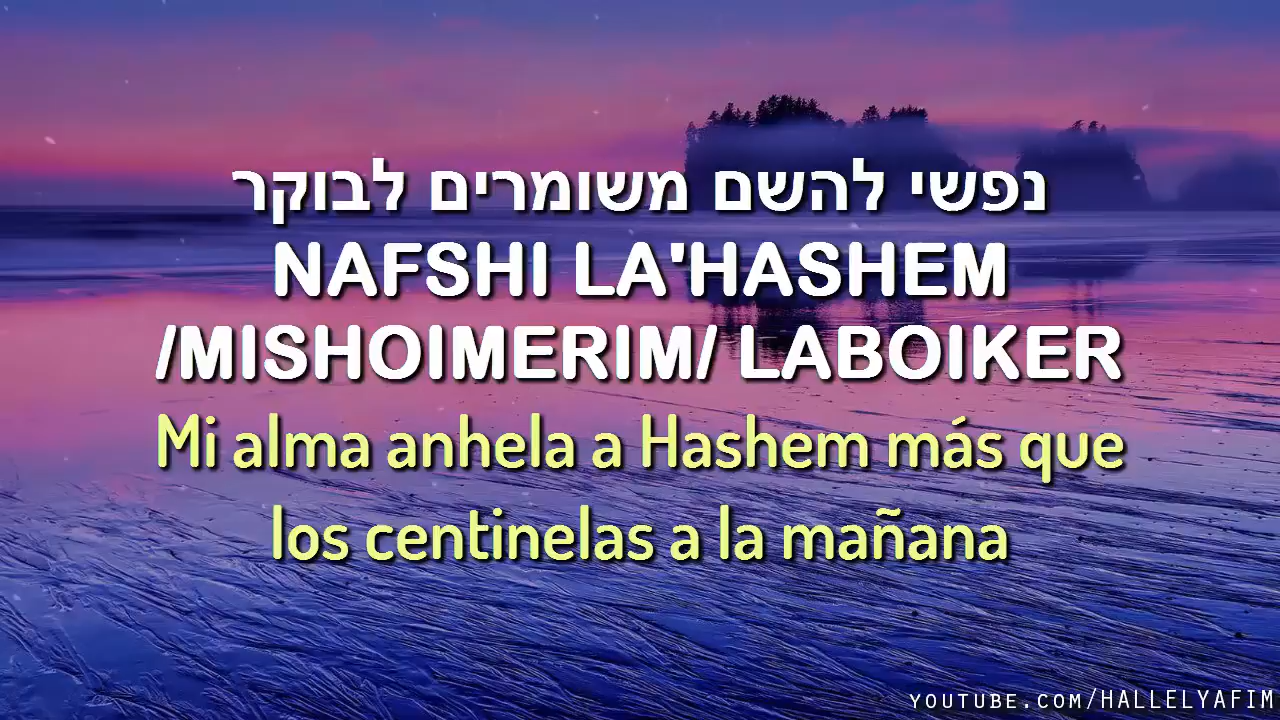 נפשי להשם משומרים לבוקר
NAFSHI LA'HASHEM
/MISHOIMERIM/ LABOIKER
Mi alma anhela a Hashem más que
los centinelas a la mañana
YOUTUBE.COM/HALLELYAFIM